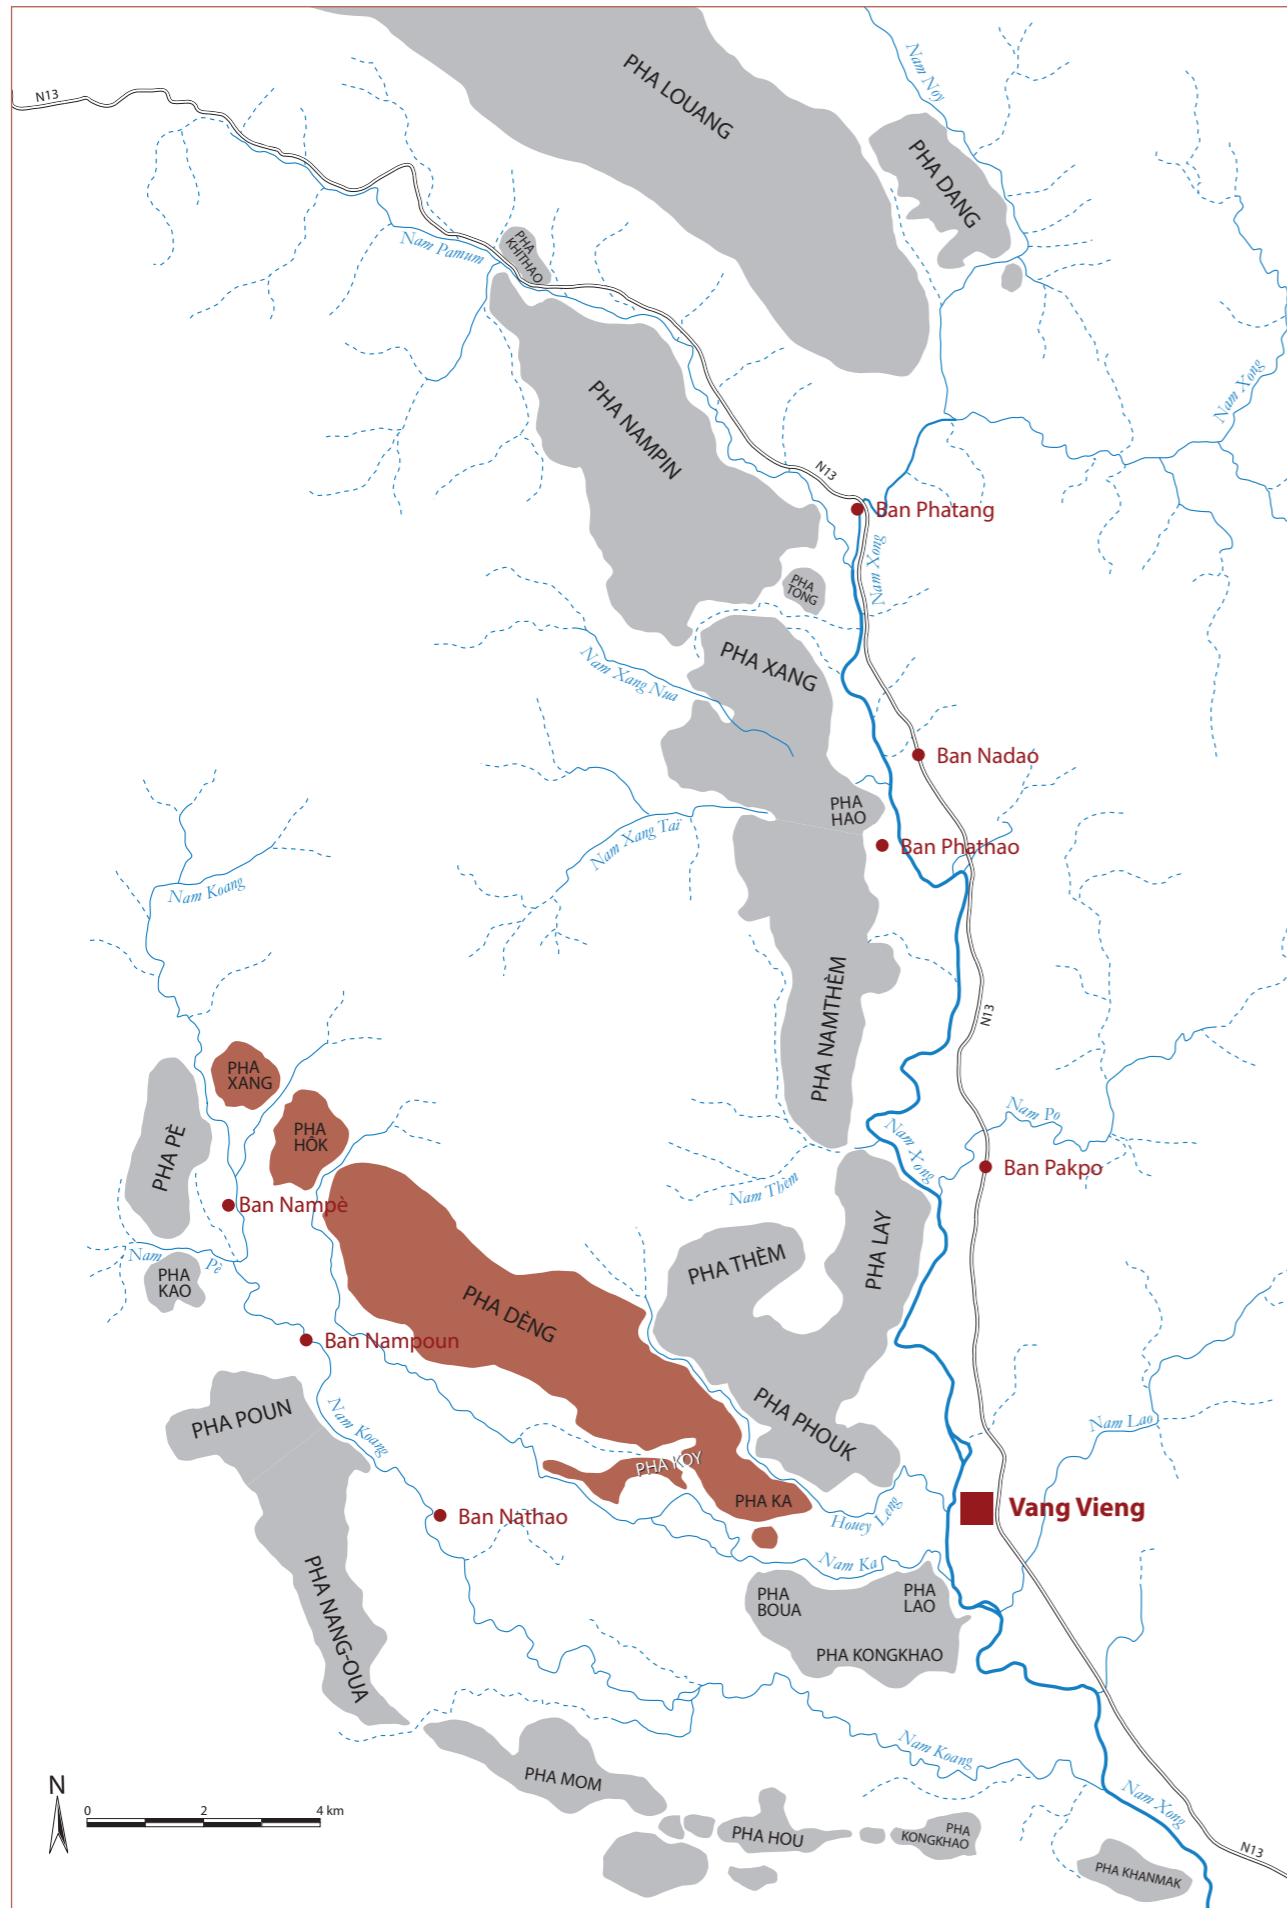 PHA LOUANG
Nam Noy
N13
PHA DANG
Nam Pamum
PHA
KHITHAO
PHA NAMPIN
Nam Xong
N13
Ban Phatang
Nam Xong
PHA
TONG
PHA XANG
Nam Xang Nua
Ban Nadao
PHA
HAO
Nam Xang Taï
Ban Phathao
Nam Koang
PHA NAMTHÈM
N13
PHA
XANG
PHA PÈ
PHA
HÔK
Nam Po
Nam Xong
Ban Pakpo
Nam Thèm
Ban Nampè
PHA LAY
PHA THÈM
Nam Pè
PHA
KAO
PHA DÈNG
Ban Nampoun
PHA POUN
Nam Koang
PHA PHOUK
Nam Lao
PHA KOY
PHA KA
Vang Vieng
Ban Nathao
Houey Leng
Nam Ka
PHA NANG-OUA
PHA
BOUA
PHA
LAO
PHA KONGKHAO
Nam Koang
PHA MOM
N
0 2 4 km
Nam Xong
PHA HOU
PHA
KONGKHAO
N13
PHA KHANMAK